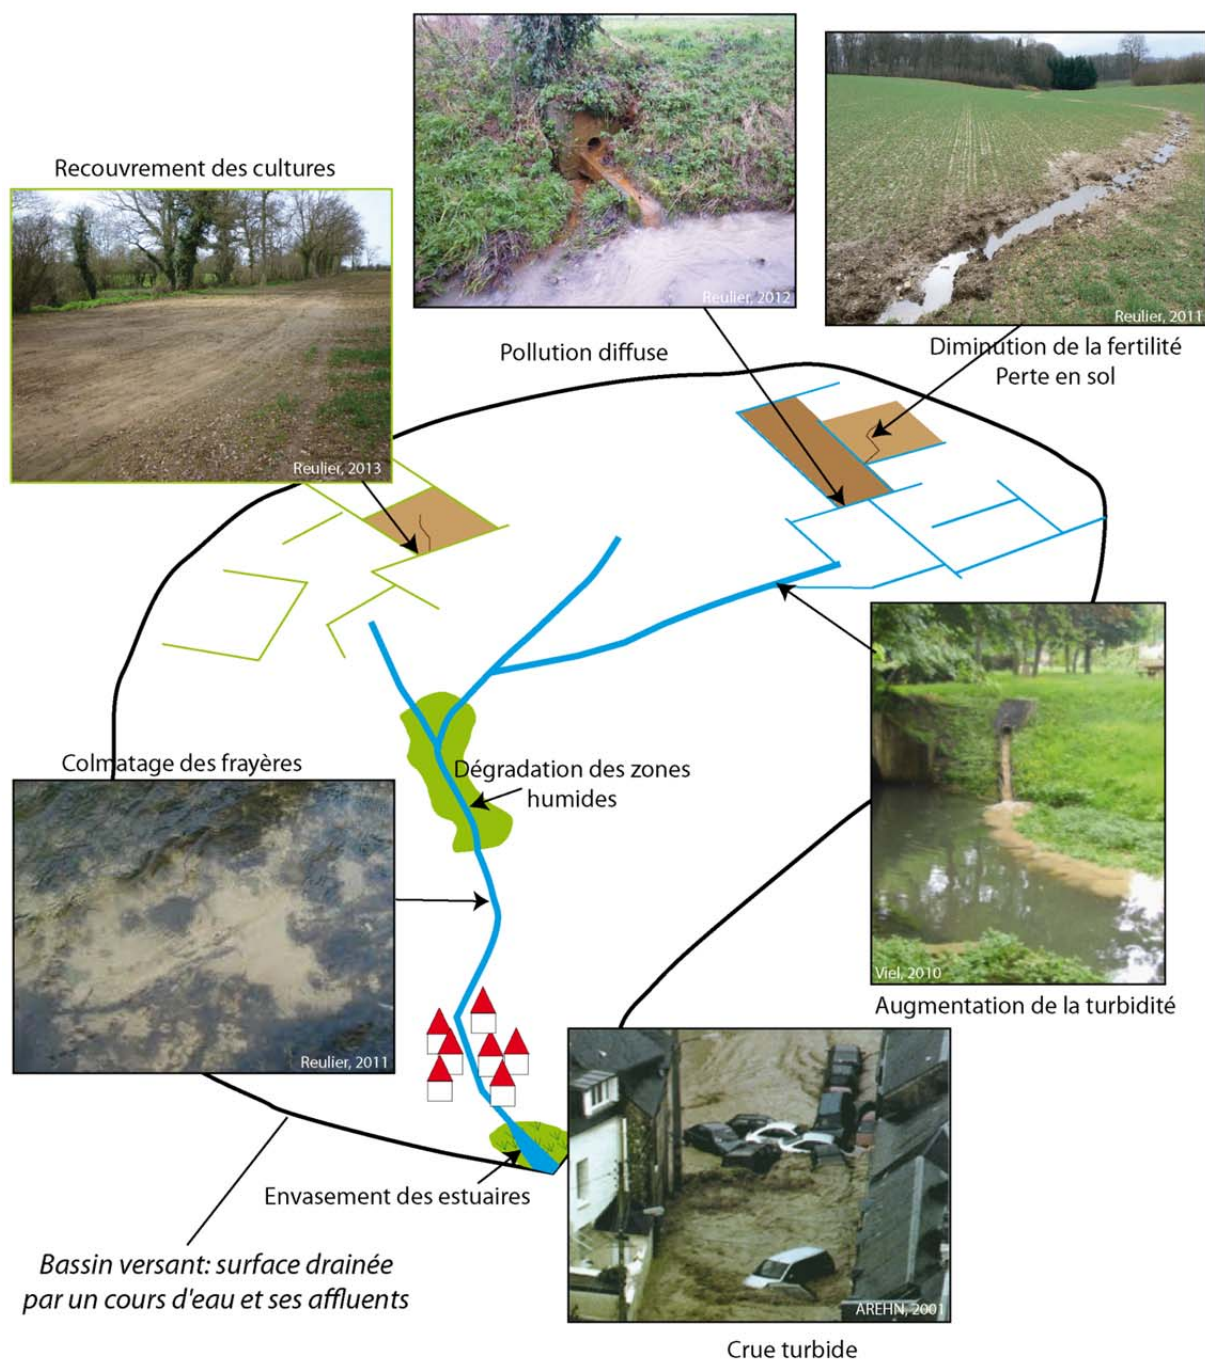 Recouvrement des cultures
Reulier, 2013
Reulier, 2012
Pollution diffuse
Reulier, 2011
Diminution de la fertilité
Perte en sol
Colmatage des frayères
Reulier, 2011
Dégradation des zones
humides
Viel, 2010
Augmentation de la turbidité
Envasement des estuaires
Bassin versant: surface drainée
par un cours d'eau et ses affluents
AREHN, 2001
Crue turbide